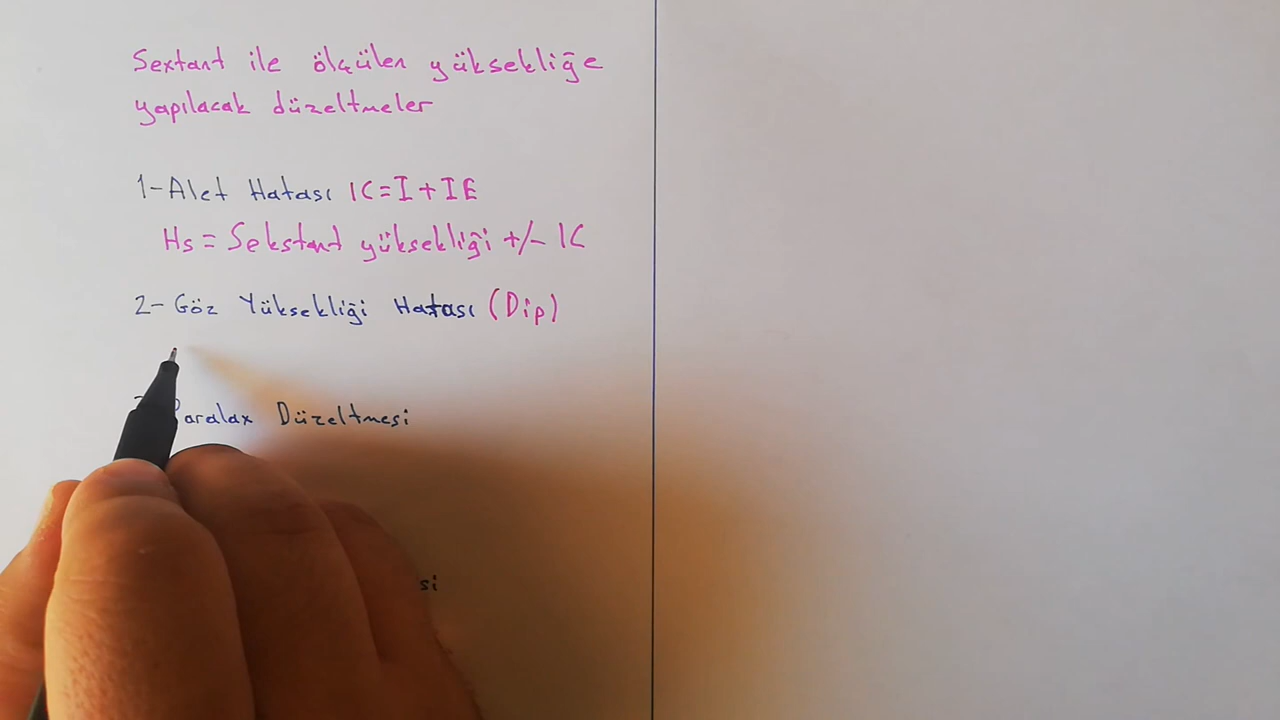 Sextant ile ölçülen yüksekliğe
yapılacak düzeltmeler
1-Alet Hatası IC=I+IE
Hs = Sekstant yüksekliği +/- IC
2- Göz Yüksekliği Hatası (Dip)
Düzeltmesi